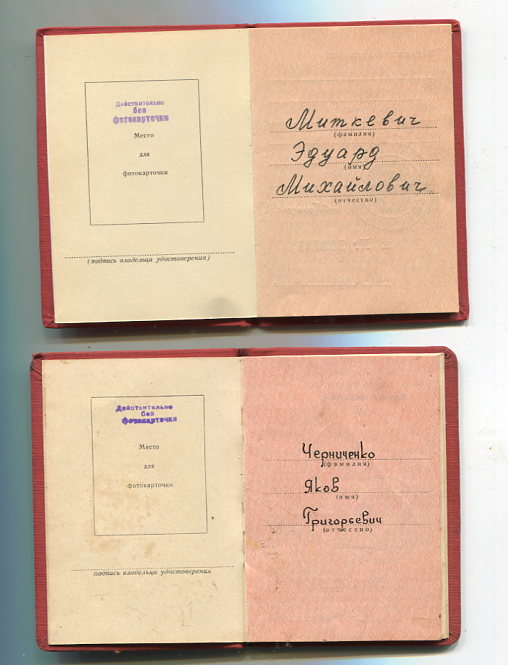 Действительно
без
фотокарточки
Место
для
фотокарточки
(подпись владельца удостоверения)
Миткевич
(фамилия)
Эдуард
(имя)
Михайлович
(отчество)
Действительно
без
фотокарточки
Место
для
фотокарточки
подпись владельца удостоверения
Черниченко
(фамилия)
Яков
(имя)
Григорьевич
(отчество)